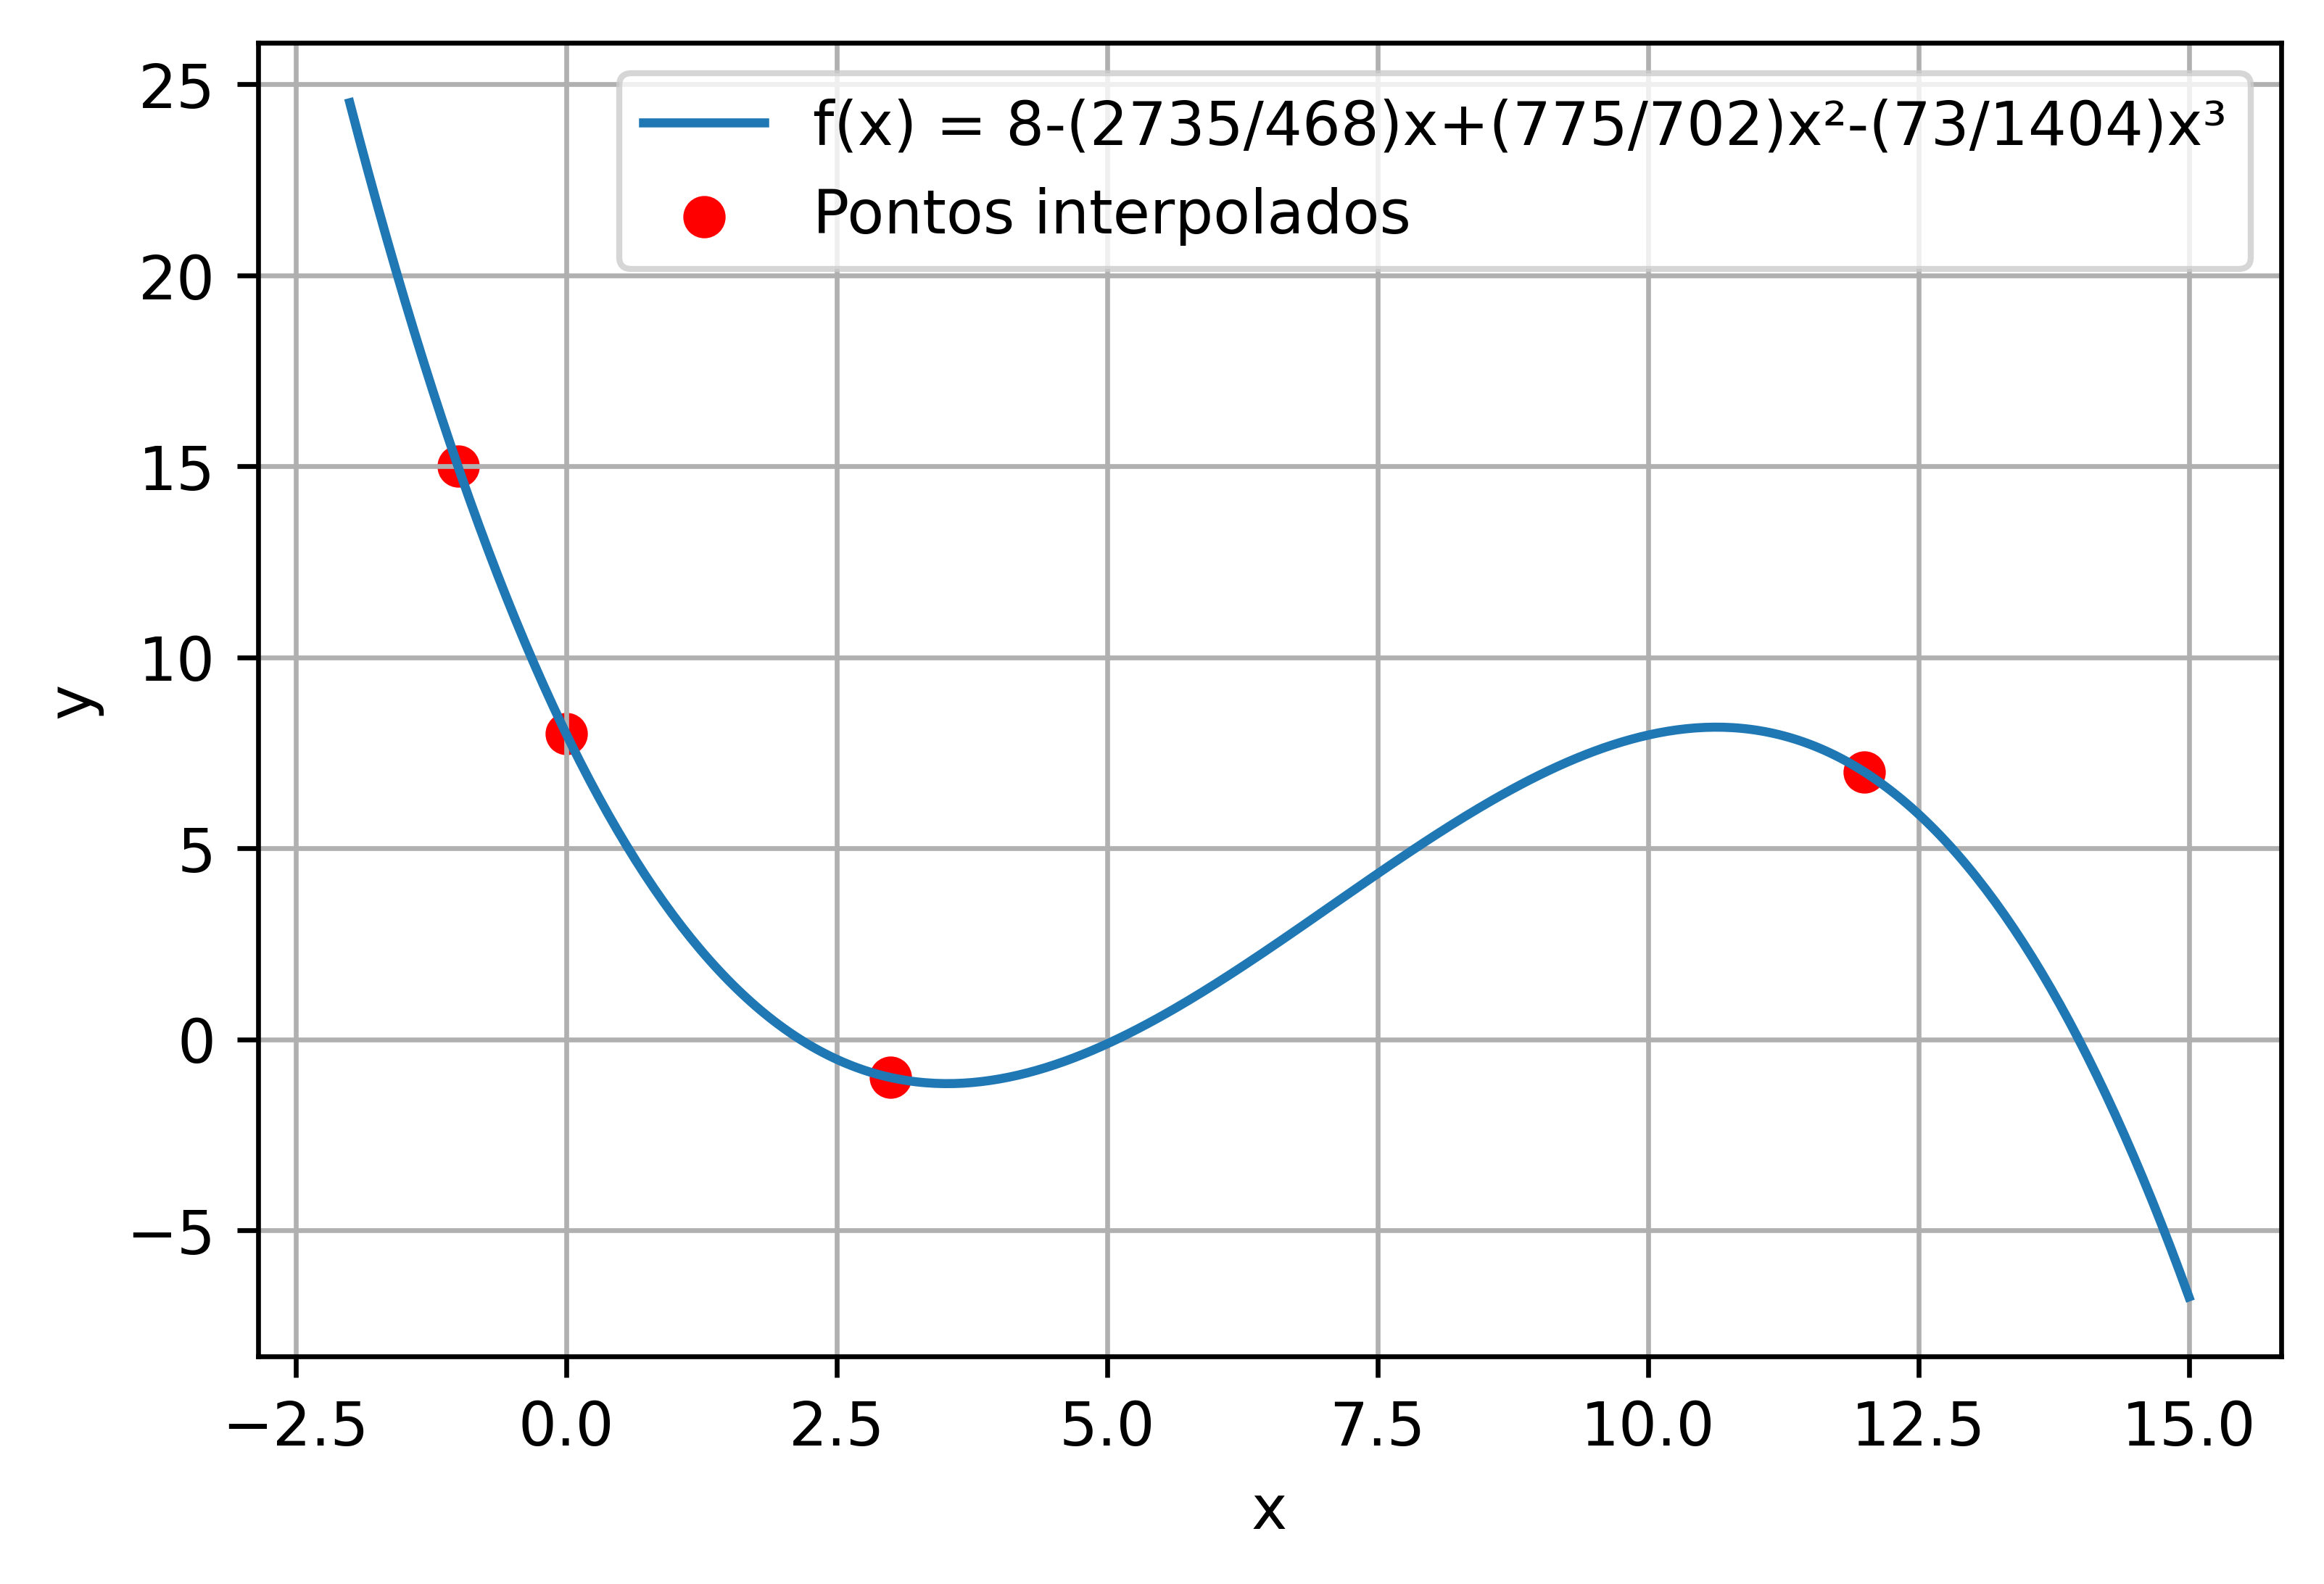 f(x) = 8-(2735/468)x+(775/702)x²-(73/1404)x³
Pontos interpolados
25
20
15
10
5
0
−5
y
−2.5 0.0 2.5 5.0 7.5 10.0 12.5 15.0
x